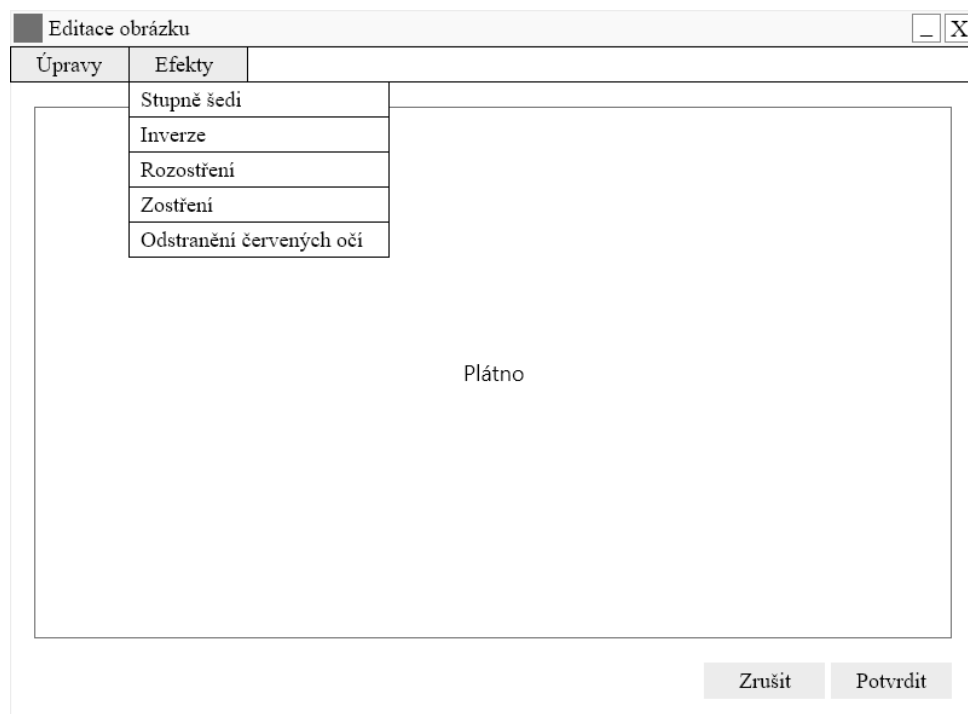 Editace obrázku
_ X
Úpravy Efekty
Stupně šedi
Inverze
Rozostření
Zostření
Odstranění červených očí
Plátno
Zrušit Potvrdit